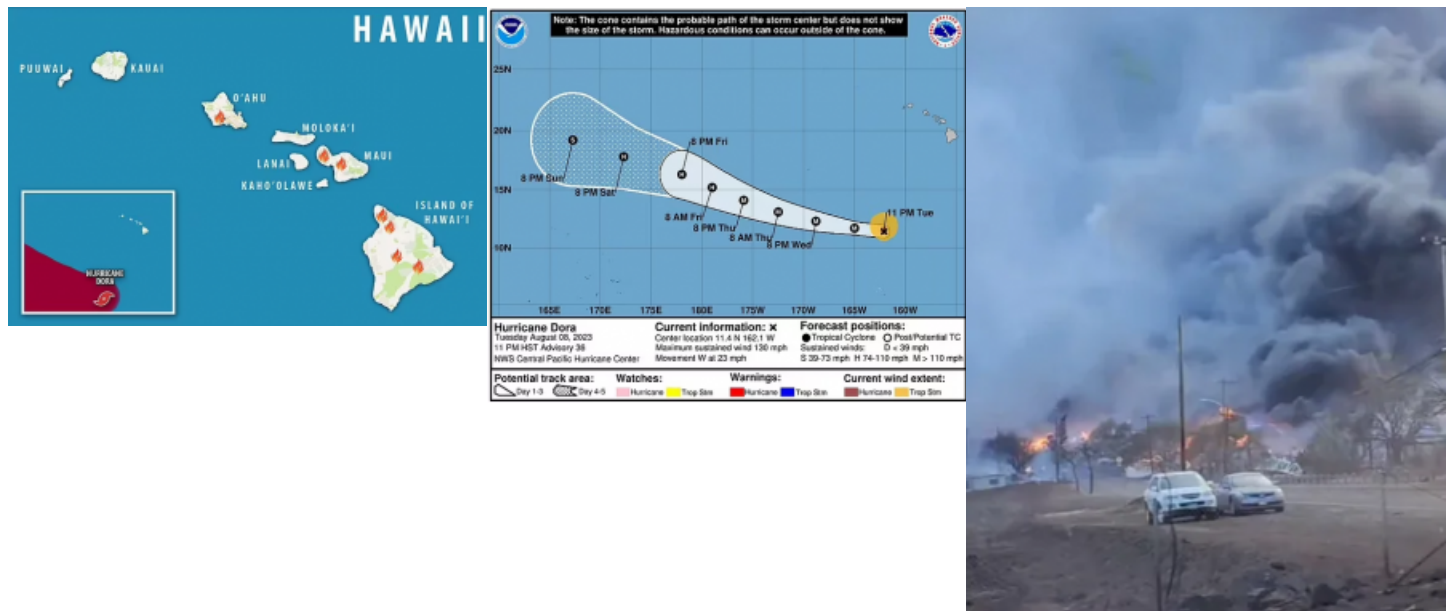 HAWAII
PUUWAI
KAUAI
O'AHU
MOLOKA'I
LANAI
MAUI
KAHO'OLAWE
ISLAND OF
HAWAI'I
HURRICANE
DORA
Note: The cone contains the probable path of the storm center but does not show
the size of the storm. Hazardous conditions can occur outside of the cone.
25N
20N
15N
10N
8 PM Fri
8 PM Sun
8 PM Sat
S
H
H
H
M
M
M
M
11 PM Tue
8 AM Fri
8 PM Thu
8 AM Thu
8 PM Wed
165E 170E 175E 180E 175W 170W 165W 160W
Hurricane Dora
Tuesday August 08, 2023
11 PM HST Advisory 36
NWS Central Pacific Hurricane Center
Current information: x
Center location 11.4 N 162.1 W
Maximum sustained wind 130 mph
Movement W at 23 mph
Forecast positions:
Tropical Cyclone Post/Potential TC
Sustained winds: D < 39 mph
S 39-73 mph H 74-110 mph M > 110 mph
Potential track area:
Day 1-3 Day 4-5
Watches:
Hurricane Trop Stm
Warnings:
Hurricane Trop Stm
Current wind extent:
Hurricane Trop Stm